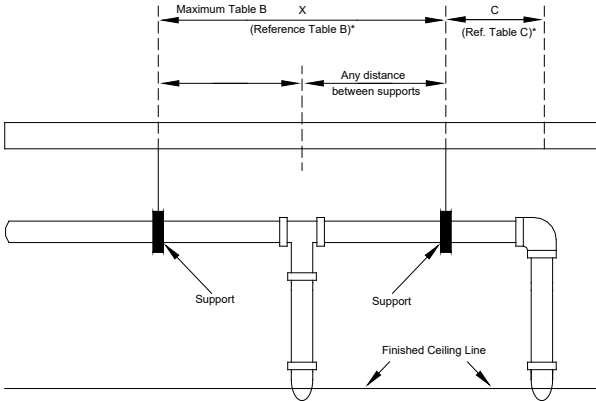 Maximum Table B X C
(Reference Table B)* (Ref. Table C)*
Any distance
between supports
Support Support
Finished Ceiling Line